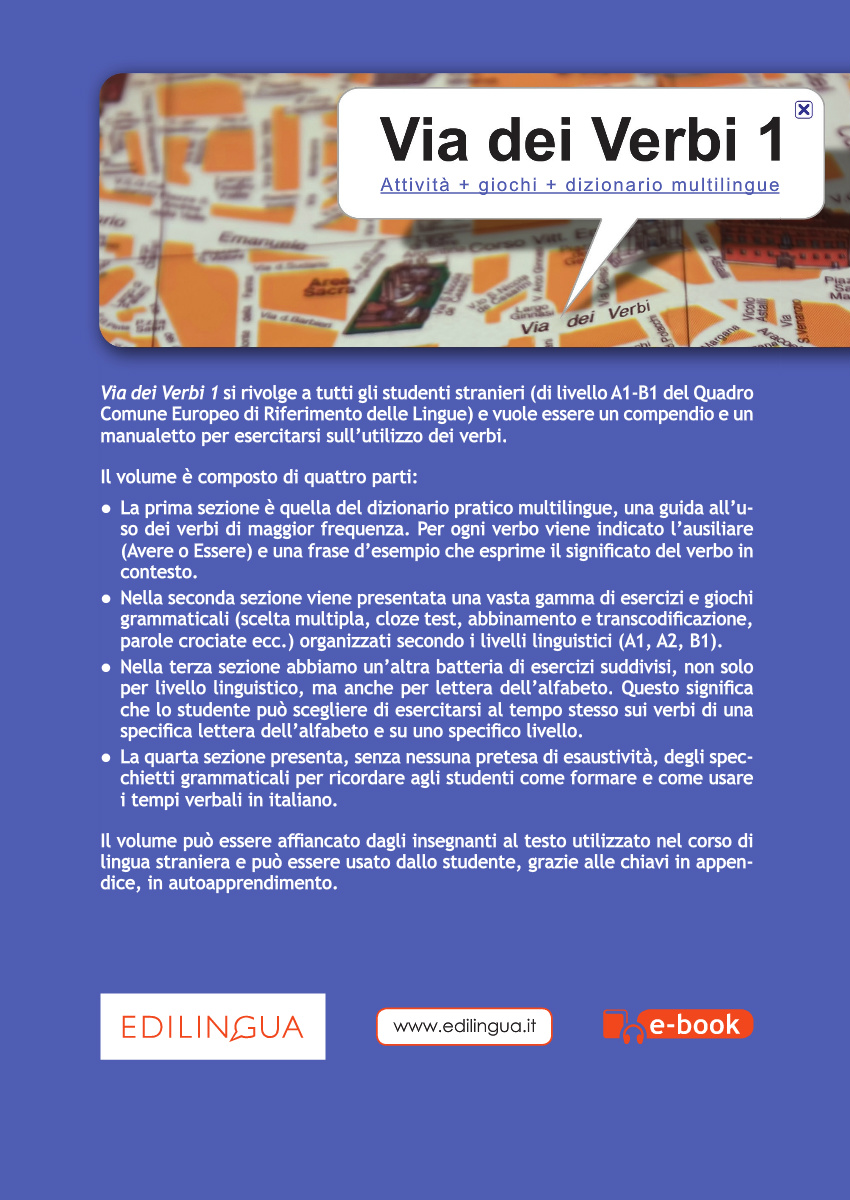 Via dei Verbi 1
Attività + giochi + dizionario multilingue
Emanuele
Corso Vitt. E
Area
Sacra
Via d. Barbieri
Largo
Vicolo
Astalli
Via
S. Venanzio
Via dei Verbi
Via dei Verbi 1 si rivolge a tutti gli studenti stranieri (di livello A1-B1 del Quadro
Comune Europeo di Riferimento delle Lingue) e vuole essere un compendio e un
manualetto per esercitarsi sull'utilizzo dei verbi.
Il volume è composto di quattro parti:
● La prima sezione è quella del dizionario pratico multilingue, una guida all'u-
so dei verbi di maggior frequenza. Per ogni verbo viene indicato l'ausiliare
(Avere o Essere) e una frase d'esempio che esprime il significato del verbo in
contesto.
● Nella seconda sezione viene presentata una vasta gamma di esercizi e giochi
grammaticali (scelta multipla, cloze test, abbinamento e transcodificazione,
parole crociate ecc.) organizzati secondo i livelli linguistici (A1, A2, B1).
● Nella terza sezione abbiamo un'altra batteria di esercizi suddivisi, non solo
per livello linguistico, ma anche per lettera dell'alfabeto. Questo significa
che lo studente può scegliere di esercitarsi al tempo stesso sui verbi di una
specifica lettera dell'alfabeto e su uno specifico livello.
● La quarta sezione presenta, senza nessuna pretesa di esaustività, degli spec-
chietti grammaticali per ricordare agli studenti come formare e come usare
i tempi verbali in italiano.
Il volume può essere affiancato dagli insegnanti al testo utilizzato nel corso di
lingua straniera e può essere usato dallo studente, grazie alle chiavi in appen-
dice, in autoapprendimento.
EDILINGUA
www.edilingua.it
e-book